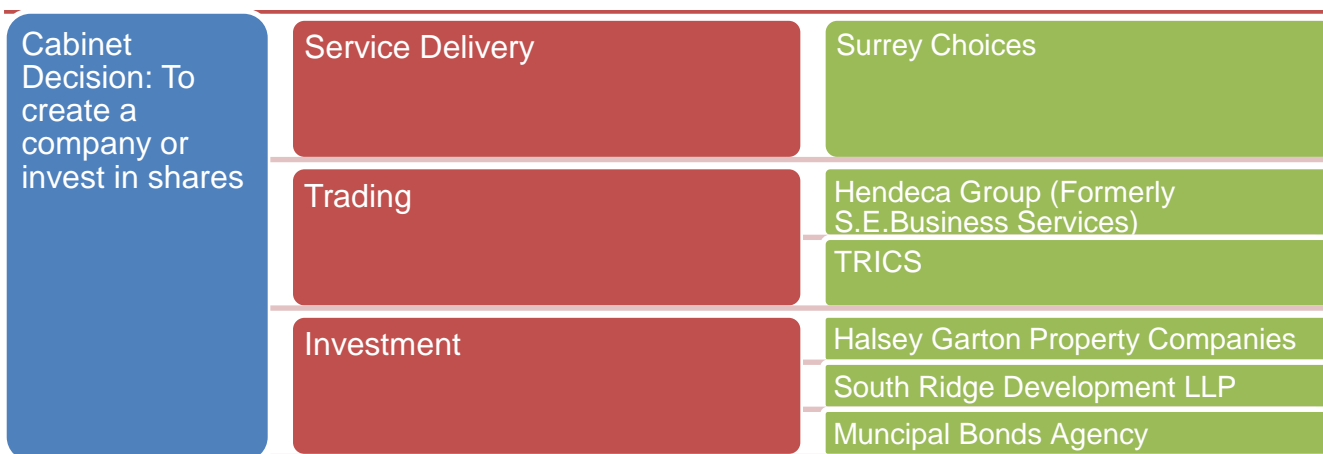 Cabinet
Decision: To
create a
company or
invest in shares
Service Delivery
Surrey Choices
Trading
Hendeca Group (Formerly
S.E.Business Services)
TRICS
Investment
Halsey Garton Property Companies
South Ridge Development LLP
Muncipal Bonds Agency